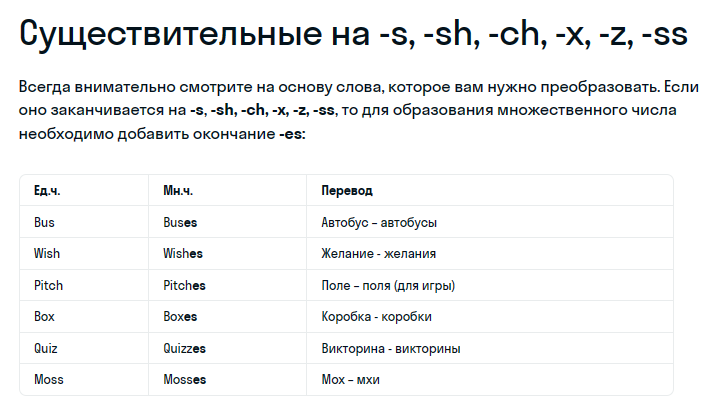 Существительные на -s, -sh, -ch, -x, -z, -ss
Всегда внимательно смотрите на основу слова, которое вам нужно преобразовать. Если
оно заканчивается на -s, -sh, -ch, -x, -z, -ss, то для образования множественного числа
необходимо добавить окончание -es:
Ед.ч. Мн.ч. Перевод
Bus Buses Автобус – автобусы
Wish Wishes Желание - желания
Pitch Pitches Поле – поля (для игры)
Box Boxes Коробка - коробки
Quiz Quizzes Викторина - викторины
Moss Mosses Мох – мхи